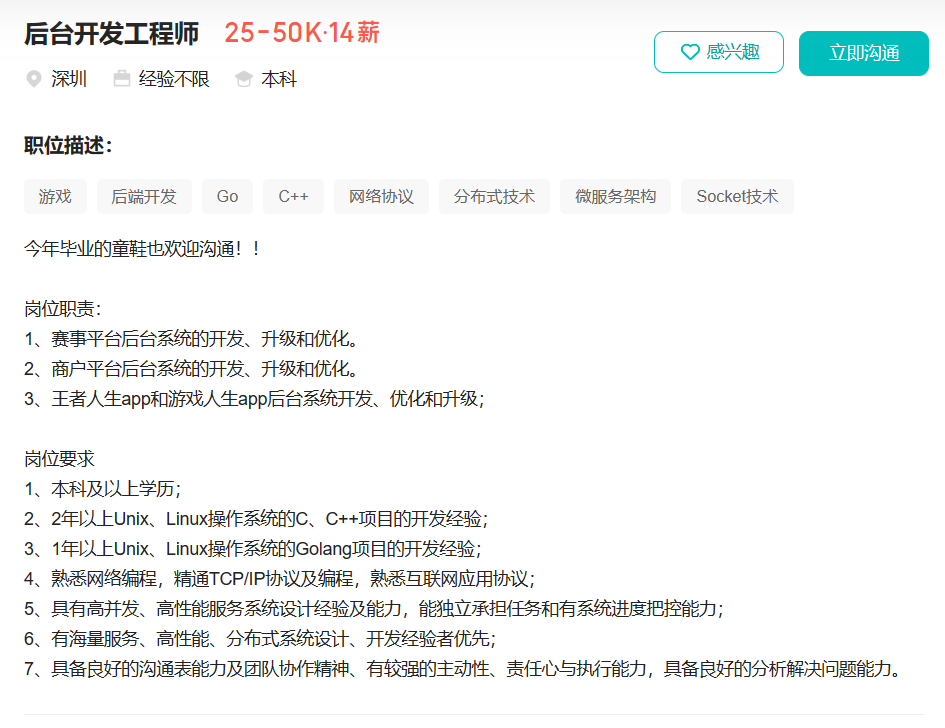 后台开发工程师 25-50K·14薪
感兴趣 立即沟通
深圳 经验不限 本科
职位描述：
游戏 后端开发 Go C++ 网络协议 分布式技术 微服务架构 Socket技术
今年毕业的童鞋也欢迎沟通！！
岗位职责：
1、赛事平台后台系统的开发、升级和优化。
2、商户平台后台系统的开发、升级和优化。
3、王者人生app和游戏人生app后台系统开发、优化和升级；
岗位要求
1、本科及以上学历；
2、2年以上Unix、Linux操作系统的C、C++项目的开发经验；
3、1年以上Unix、Linux操作系统的Golang项目的开发经验；
4、熟悉网络编程，精通TCP/IP协议及编程，熟悉互联网应用协议；
5、具有高并发、高性能服务系统设计经验及能力，能独立承担任务和有系统进度把控能力；
6、有海量服务、高性能、分布式系统设计、开发经验者优先；
7、具备良好的沟通表能力及团队协作精神、有较强的主动性、责任心与执行能力，具备良好的分析解决问题能力。